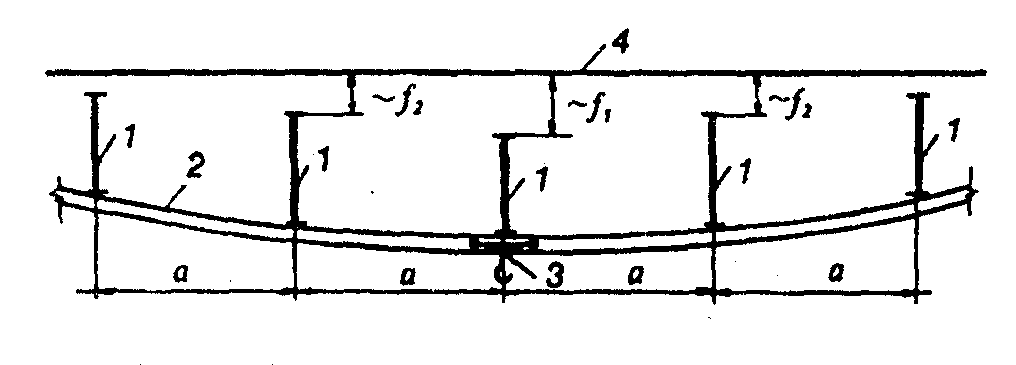 4
~f₂ ~f₁ ~f₂
1 1 1 1 1
2
a a 3 a a